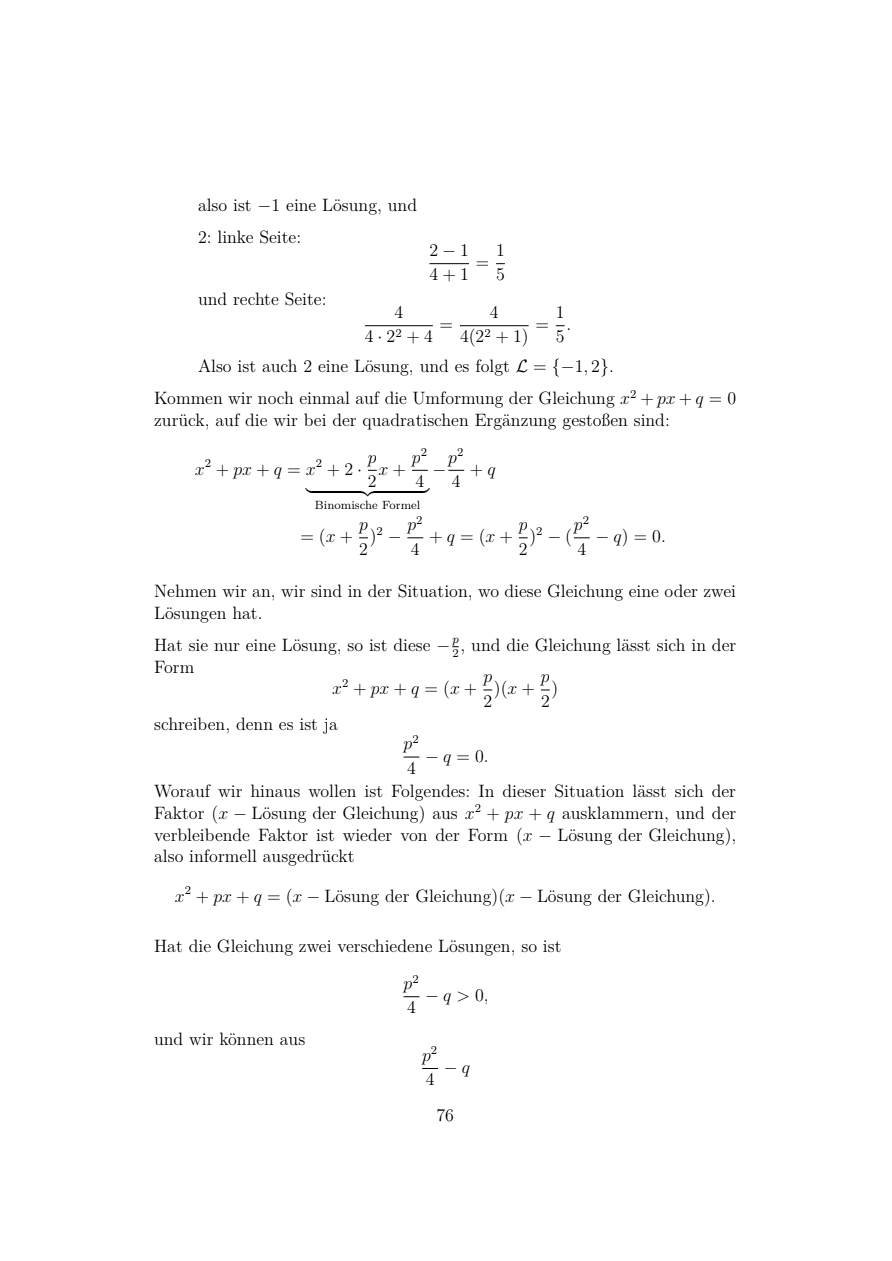 also ist −1 eine Lösung, und
2: linke Seite:
\frac{2 − 1}{4 + 1} = \frac{1}{5}
und rechte Seite:
\frac{4}{4 · 2^2 + 4} = \frac{4}{4(2^2 + 1)} = \frac{1}{5}.
Also ist auch 2 eine Lösung, und es folgt ℒ = {−1, 2}.
Kommen wir noch einmal auf die Umformung der Gleichung x^2 + px + q = 0
zurück, auf die wir bei der quadratischen Ergänzung gestoßen sind:
x^2 + px + q = \underbrace{x^2 + 2 · \frac{p}{2}x + \frac{p^2}{4}} − \frac{p^2}{4} + q
Binomische Formel
= (x + \frac{p}{2})^2 − \frac{p^2}{4} + q = (x + \frac{p}{2})^2 − (\frac{p^2}{4} − q) = 0.
Nehmen wir an, wir sind in der Situation, wo diese Gleichung eine oder zwei
Lösungen hat.
Hat sie nur eine Lösung, so ist diese −\frac{p}{2}, und die Gleichung lässt sich in der
Form
x^2 + px + q = (x + \frac{p}{2})(x + \frac{p}{2})
schreiben, denn es ist ja
\frac{p^2}{4} − q = 0.
Worauf wir hinaus wollen ist Folgendes: In dieser Situation lässt sich der
Faktor (x − Lösung der Gleichung) aus x^2 + px + q ausklammern, und der
verbleibende Faktor ist wieder von der Form (x − Lösung der Gleichung),
also informell ausgedrückt
x^2 + px + q = (x − Lösung der Gleichung)(x − Lösung der Gleichung).
Hat die Gleichung zwei verschiedene Lösungen, so ist
\frac{p^2}{4} − q > 0,
und wir können aus
\frac{p^2}{4} − q
76